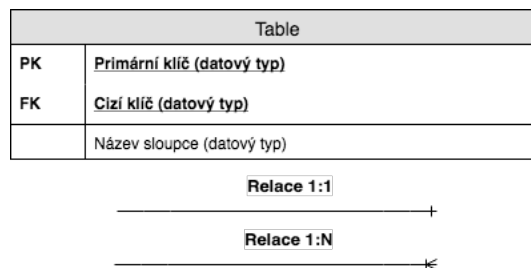 Table
PK Primární klíč (datový typ)
FK Cizí klíč (datový typ)
Název sloupce (datový typ)
Relace 1:1
Relace 1:N